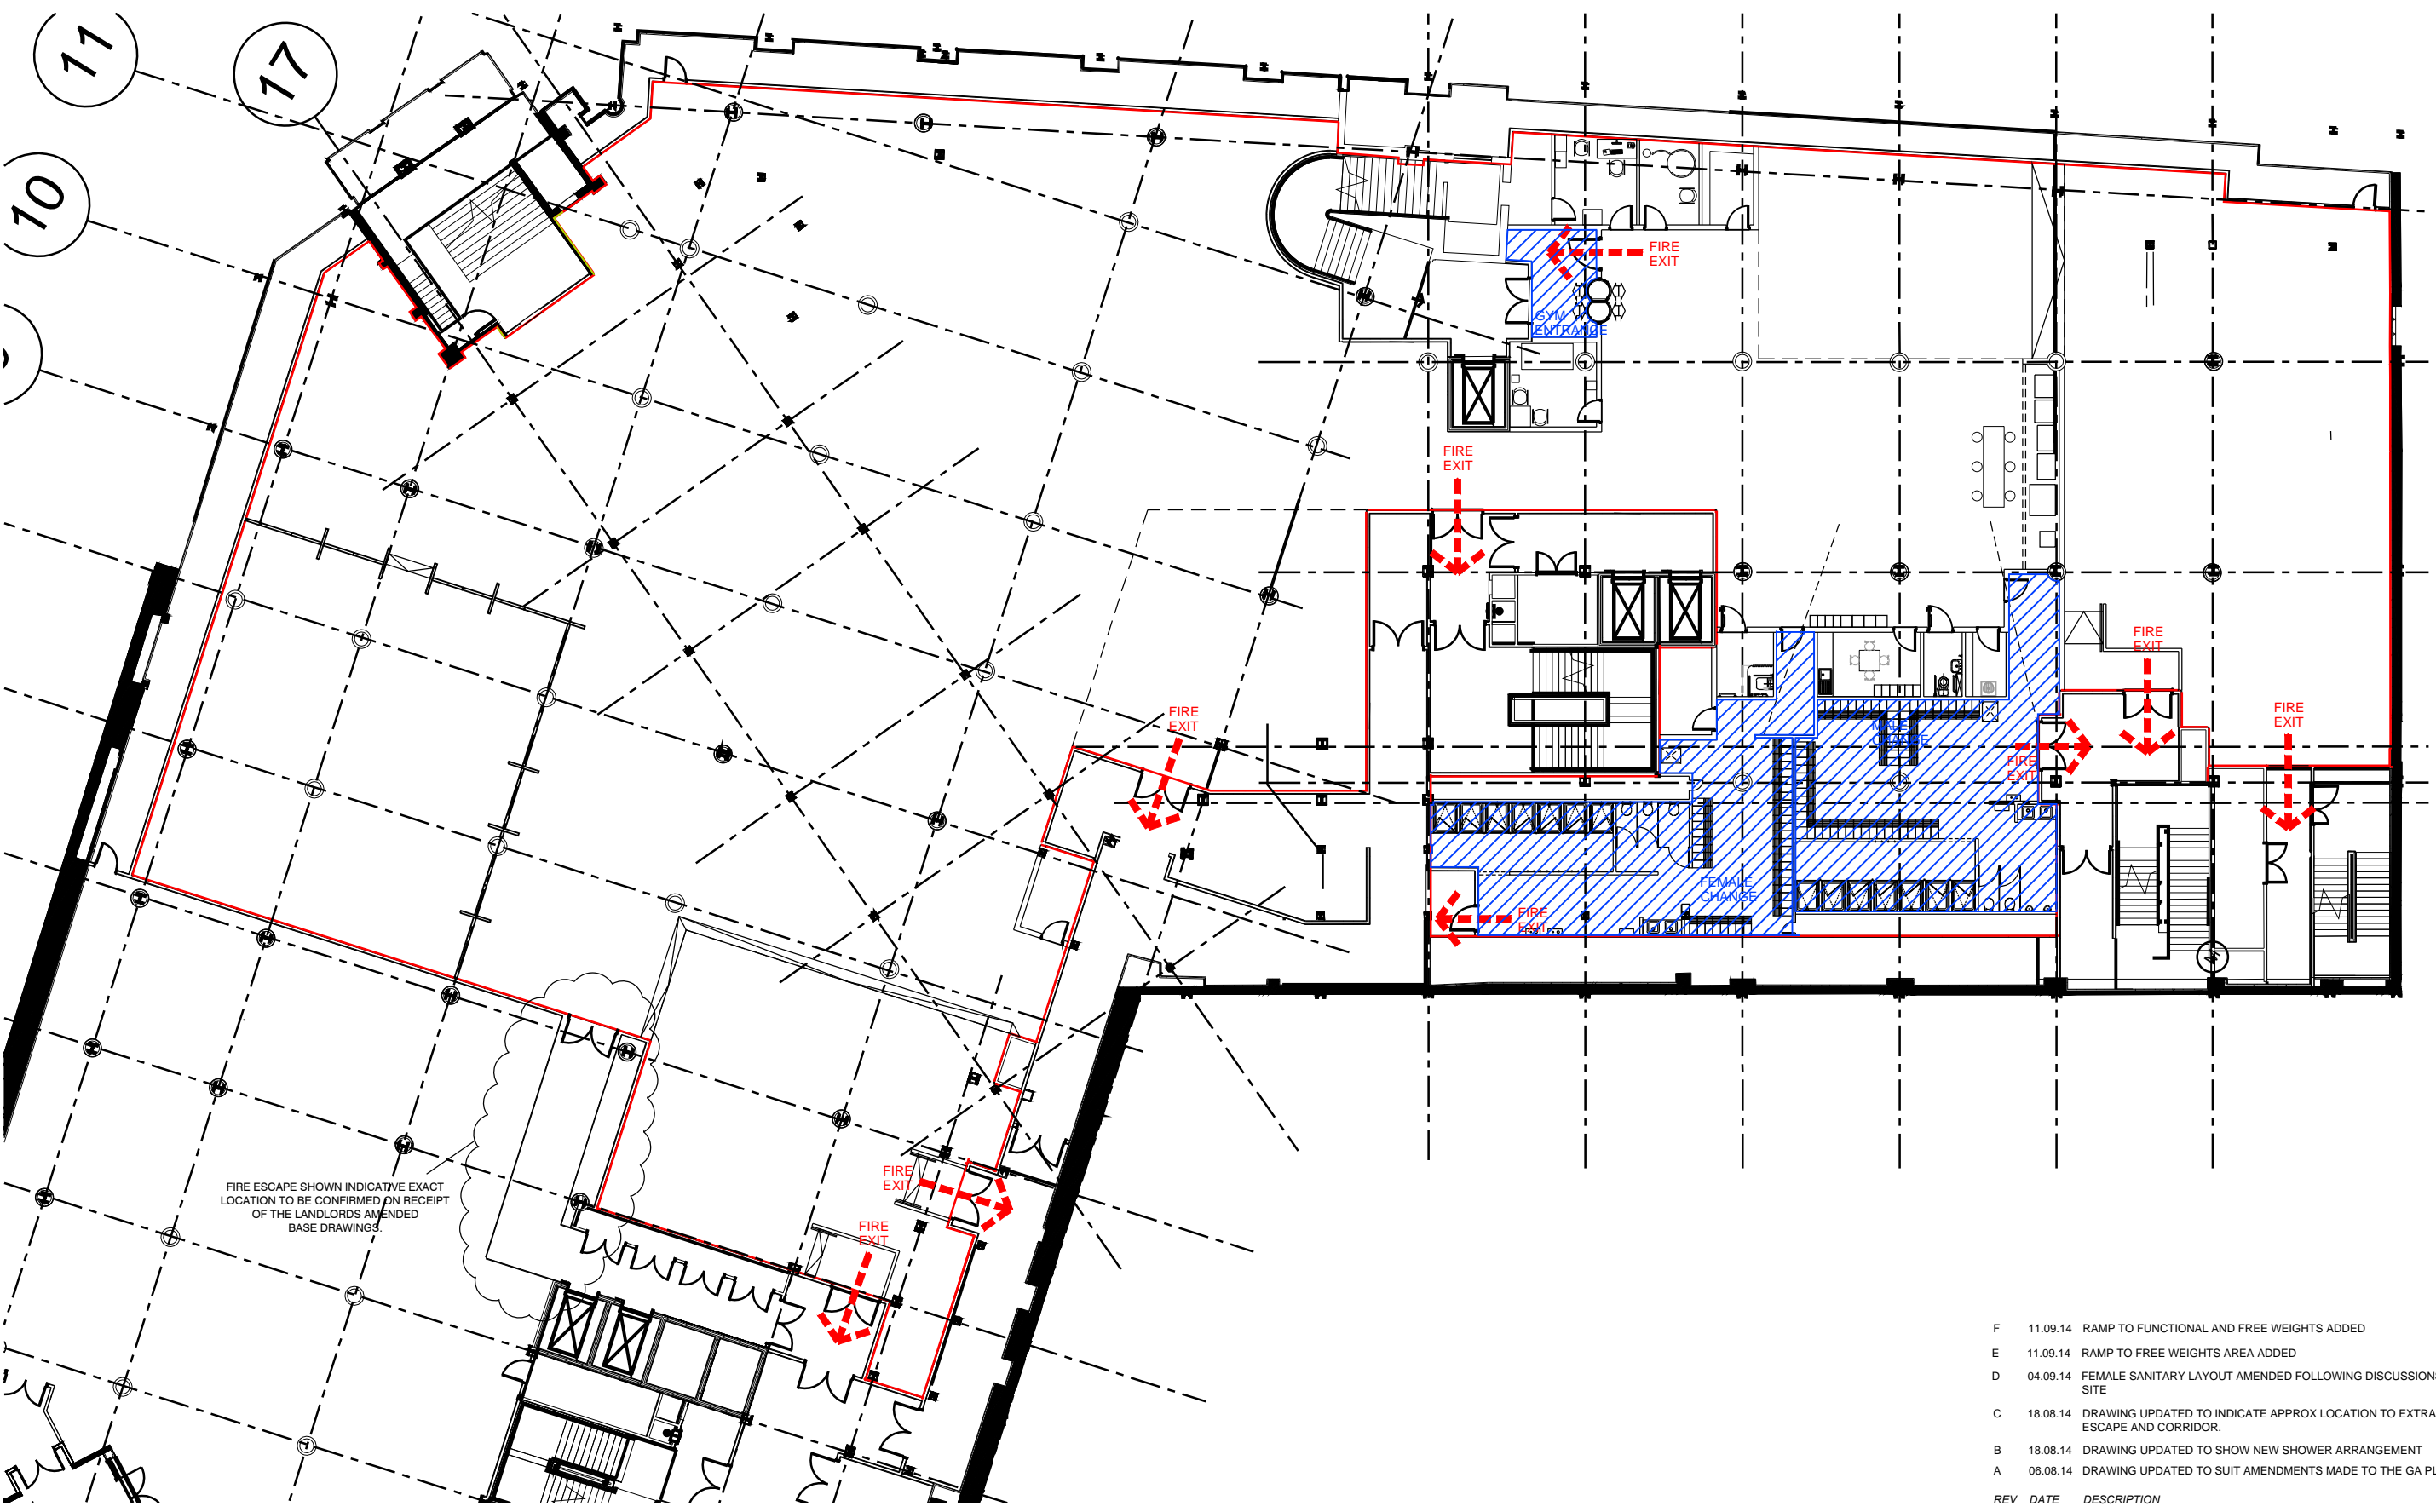 11
17
10
FIRE
EXIT
GYM
ENTRANCE
FIRE
EXIT
FIRE
EXIT
FIRE
EXIT
FIRE
EXIT
MALE
CHANGE
FIRE
EXIT
FEMALE
CHANGE
FIRE
EXIT
FIRE
EXIT
FIRE
EXIT
FIRE ESCAPE SHOWN INDICATIVE EXACT
LOCATION TO BE CONFIRMED ON RECEIPT
OF THE LANDLORDS AMENDED
BASE DRAWINGS.
F 11.09.14 RAMP TO FUNCTIONAL AND FREE WEIGHTS ADDED
E 11.09.14 RAMP TO FREE WEIGHTS AREA ADDED
D 04.09.14 FEMALE SANITARY LAYOUT AMENDED FOLLOWING DISCUSSION
SITE
C 18.08.14 DRAWING UPDATED TO INDICATE APPROX LOCATION TO EXTRA
ESCAPE AND CORRIDOR.
B 18.08.14 DRAWING UPDATED TO SHOW NEW SHOWER ARRANGEMENT
A 06.08.14 DRAWING UPDATED TO SUIT AMENDMENTS MADE TO THE GA
REV DATE DESCRIPTION